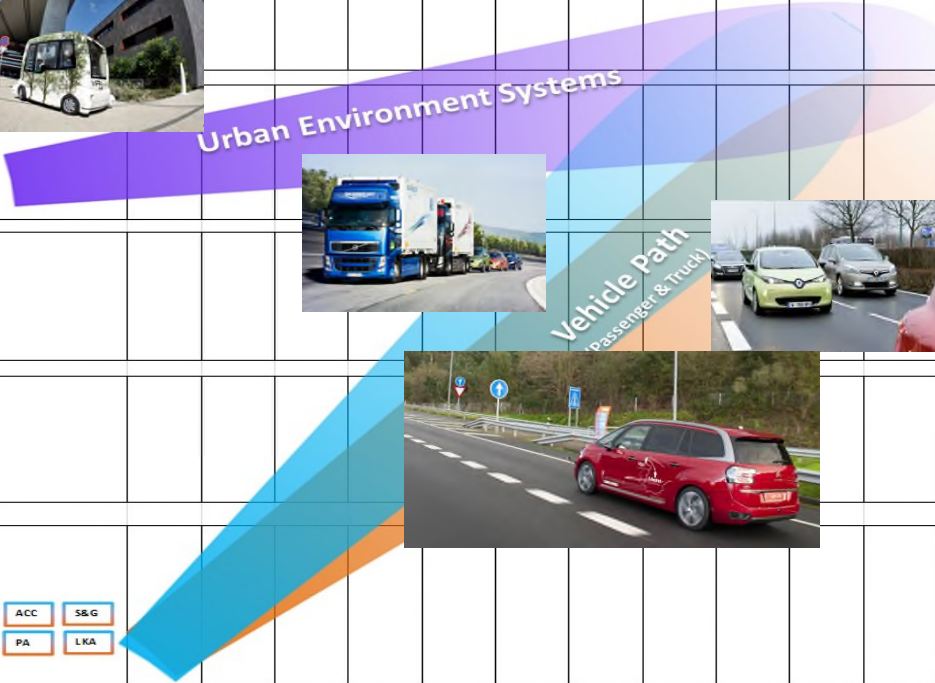 Urban Environment Systems
Vehicle Path
(Passenger & Truck)
ACC
S&G
PA
LKA